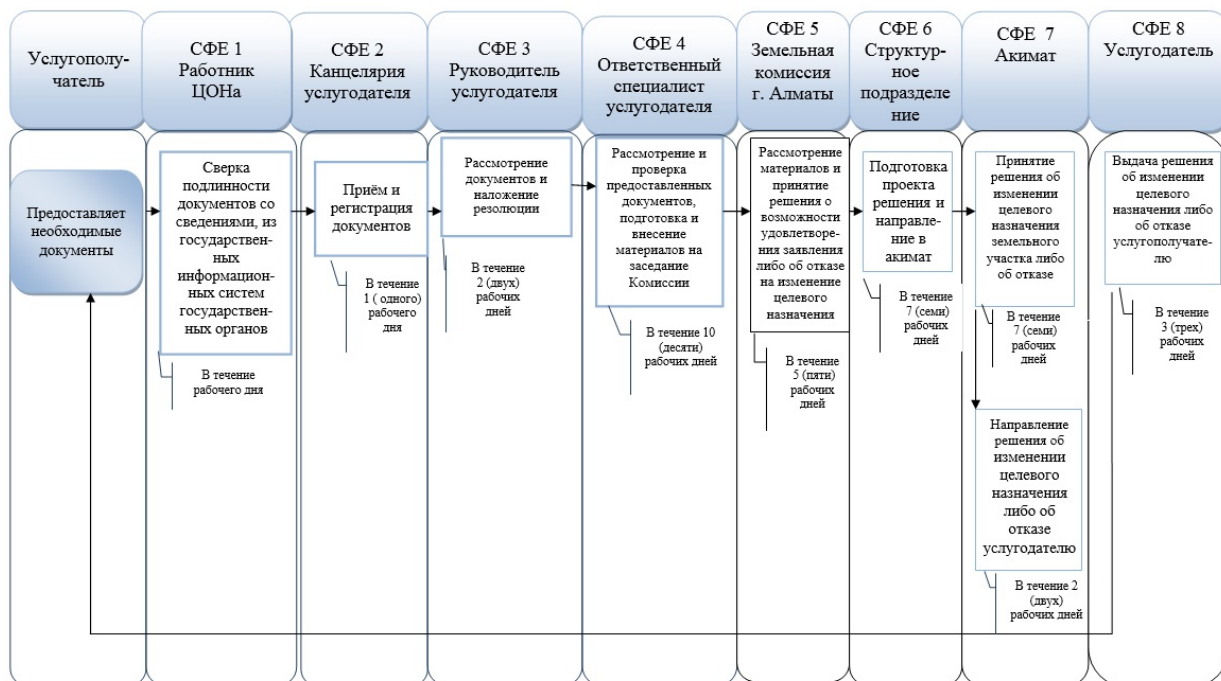 Услугополу-
чатель
СФЕ 1
Работник
ЦОНа
СФЕ 2
Канцелярия
услугодателя
СФЕ 3
Руководитель
услугодателя
СФЕ 4
Ответственный
специалист
услугодателя
СФЕ 5
Земельная
комиссия
г. Алматы
СФЕ 6
Структур-
ное
подразделе
ние
СФЕ 7
Акимат
СФЕ 8
Услугодатель
Предоставляет
необходимые
документы
Сверка
подлинности
документов со
сведениями, из
государствен-
ных
информацион-
ных систем
государствен-
ных органов
В течение
рабочего дня
Приём и
регистрация
документов
В течение
1 ( одного)
рабочего
дня
Рассмотрение
документов и
наложение
резолюции
В течение
2 (двух)
рабочих
дней
Рассмотрение и
проверка
предоставленных
документов,
подготовка и
внесение
материалов на
заседание
Комиссии
В течение 10
(десяти)
рабочих дней
Рассмотрение
материалов и
принятие
решения о
возможности
удовлетворе-
ния заявления
либо об отказе
на изменение
целевого
назначения
В течение
5 (пяти)
рабочих
дней
Подготовка
проекта
решения и
направле-
ние в
акимат
В течение
7 (семи)
рабочих
дней
Принятие
решения об
изменении
целевого
назначения
земельного
участка либо
об отказе
В течение
7 (семи)
рабочих
дней
Направление
решения об
изменении
целевого
назначения
либо об
отказе
услугодателю
В течение 2
(двух)
рабочих дней
Выдача решения
об изменении
целевого
назначения либо
об отказе
услугополучате-
лю
В течение
3 (трех)
рабочих
дней